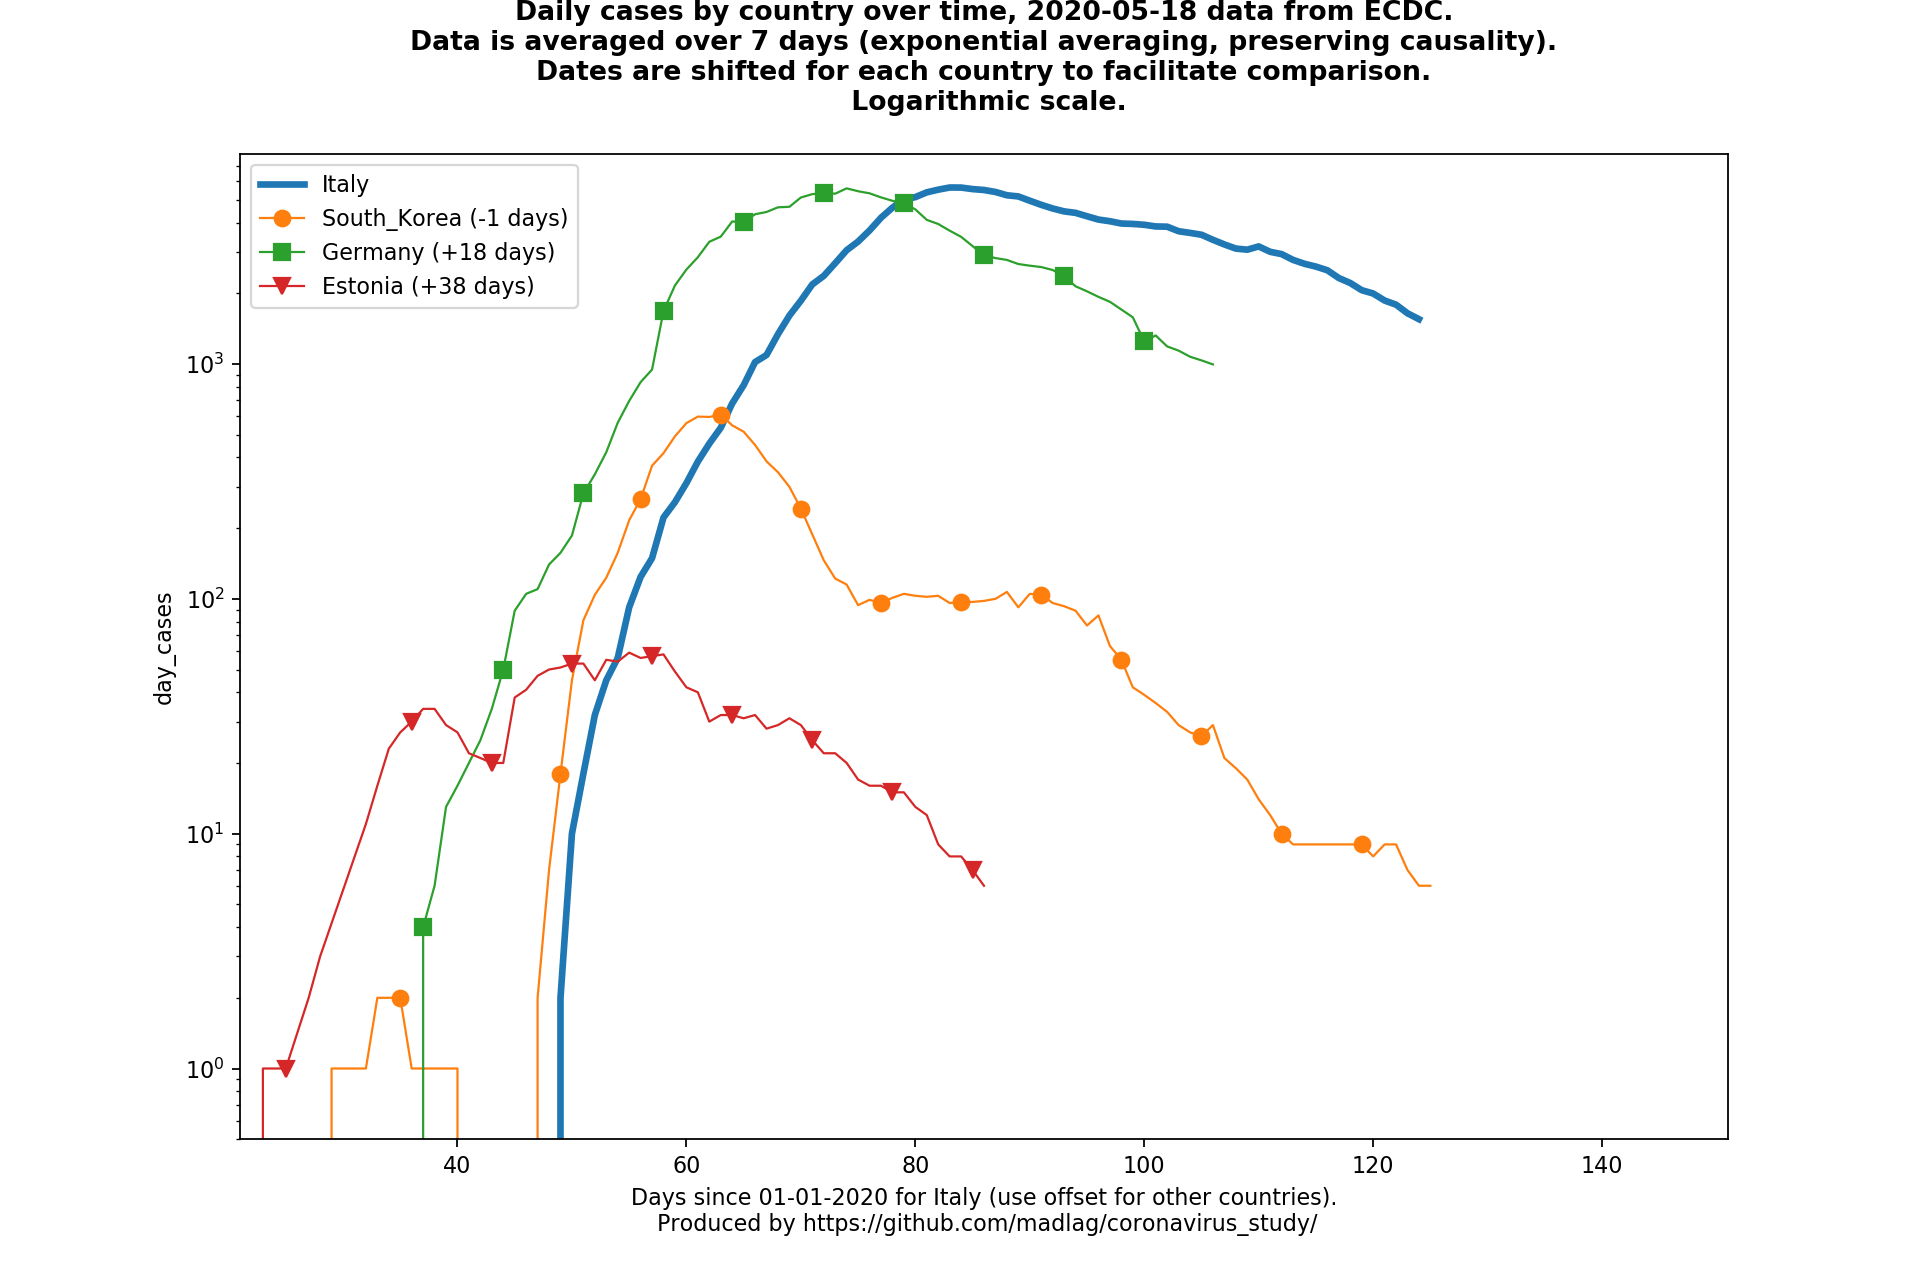 Daily cases by country over time, 2020-05-18 data from ECDC.
Data is averaged over 7 days (exponential averaging, preserving causality).
Dates are shifted for each country to facilitate comparison.
Logarithmic scale.
Italy
South_Korea (-1 days)
Germany (+18 days)
Estonia (+38 days)
day_cases
10³
10²
10¹
10⁰
40 60 80 100 120 140
Days since 01-01-2020 for Italy (use offset for other countries).
Produced by https://github.com/madlag/coronavirus_study/